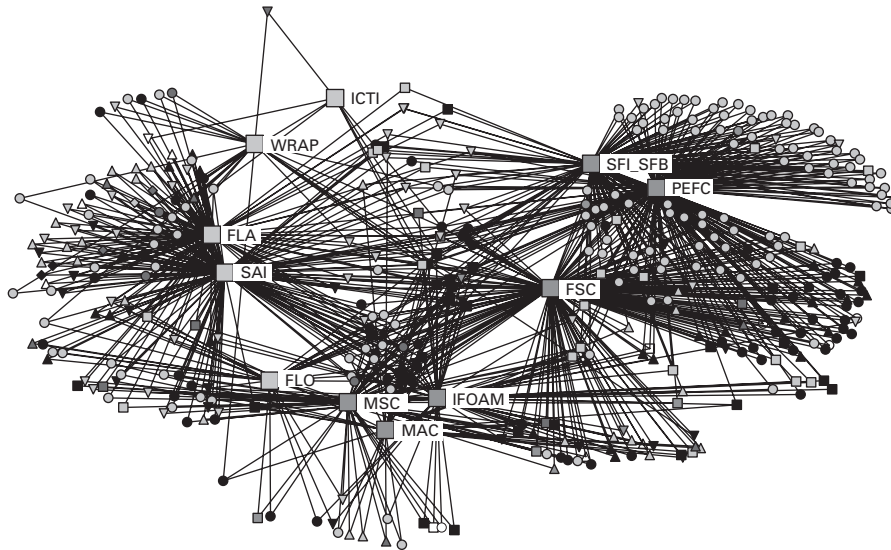 ICTI
WRAP
SFI_SFB
PEFC
FLA
SAI
FSC
FLO
MSC
IFOAM
MAC